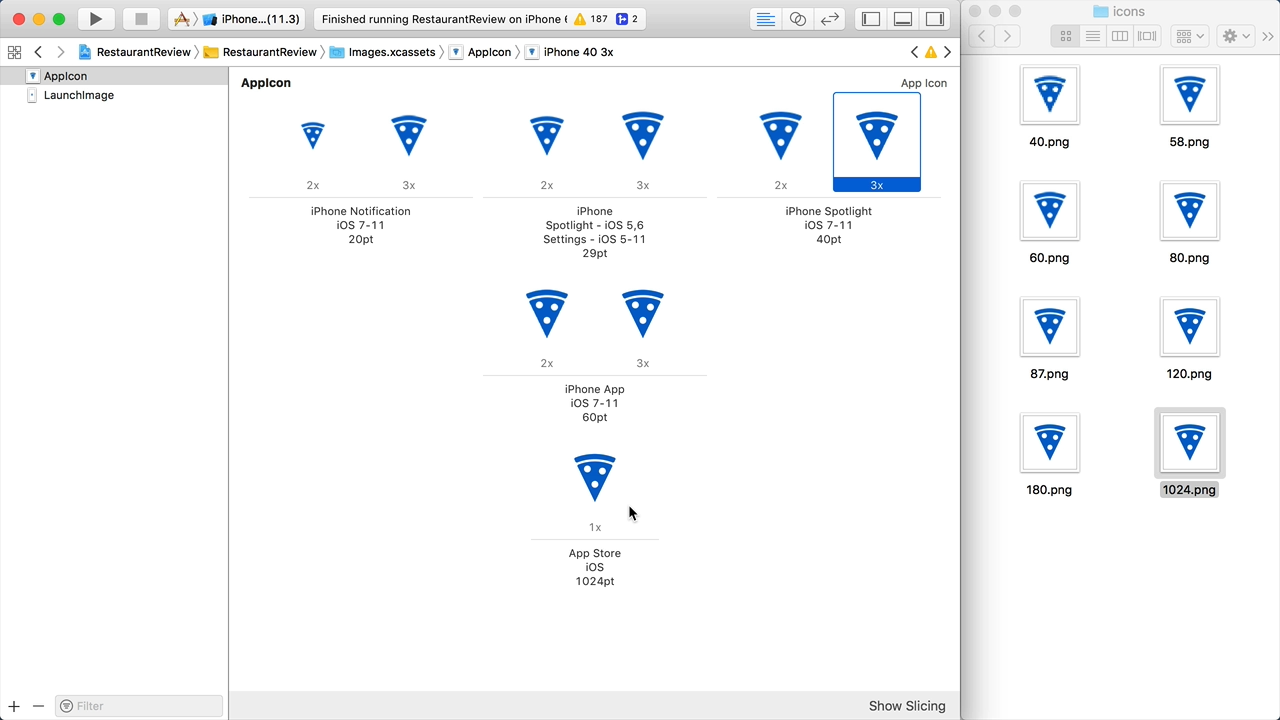 iPhone...(11.3)
Finished running RestaurantReview on iPhone 6
187
2
RestaurantReview
RestaurantReview
Images.xcassets
AppIcon
iPhone 40 3x
AppIcon
LaunchImage
AppIcon
App Icon
2x
3x
2x
3x
2x
3x
iPhone Notification
iOS 7-11
20pt
iPhone
Spotlight - iOS 5,6
Settings - iOS 5-11
29pt
iPhone Spotlight
iOS 7-11
40pt
2x
3x
iPhone App
iOS 7-11
60pt
1x
App Store
iOS
1024pt
Filter
Show Slicing
icons
40.png
58.png
60.png
80.png
87.png
120.png
180.png
1024.png